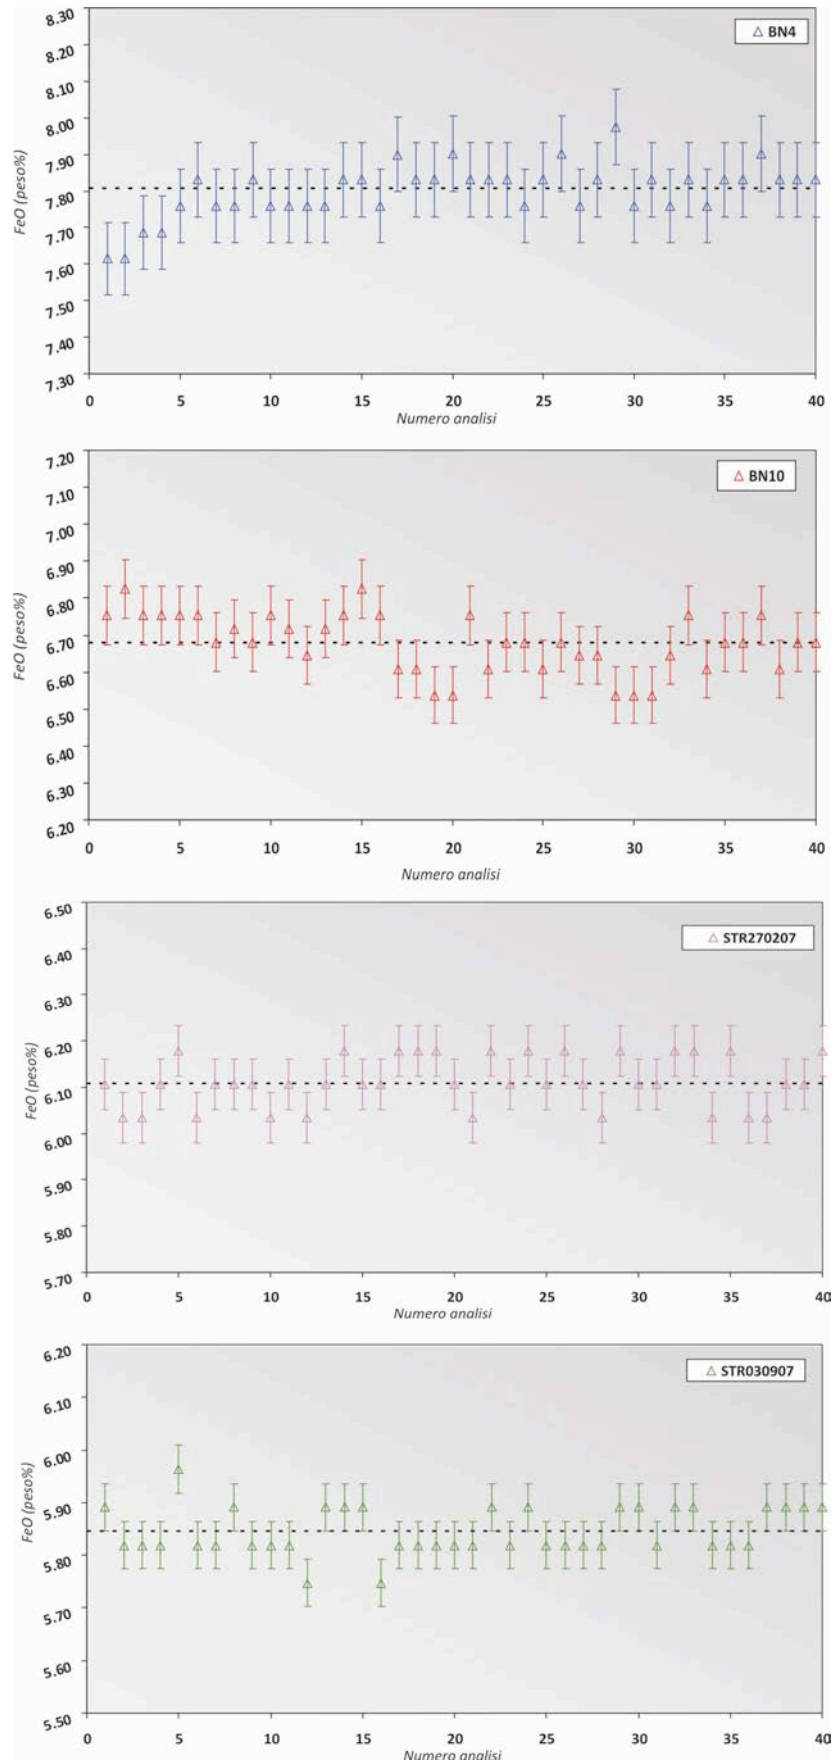 8.30
8.20
8.10
8.00
7.90
7.80
7.70
7.60
7.50
7.40
7.30
FeO (peso%)
BN4
0 5 10 15 20 25 30 35 40
Numero analisi
7.20
7.10
7.00
6.90
6.80
6.70
6.60
6.50
6.40
6.30
6.20
FeO (peso%)
BN10
0 5 10 15 20 25 30 35 40
Numero analisi
6.50
6.40
6.30
6.20
6.10
6.00
5.90
5.80
5.70
FeO (peso%)
STR270207
0 5 10 15 20 25 30 35 40
Numero analisi
6.20
6.10
6.00
5.90
5.80
5.70
5.60
5.50
FeO (peso%)
STR030907
0 5 10 15 20 25 30 35 40
Numero analisi